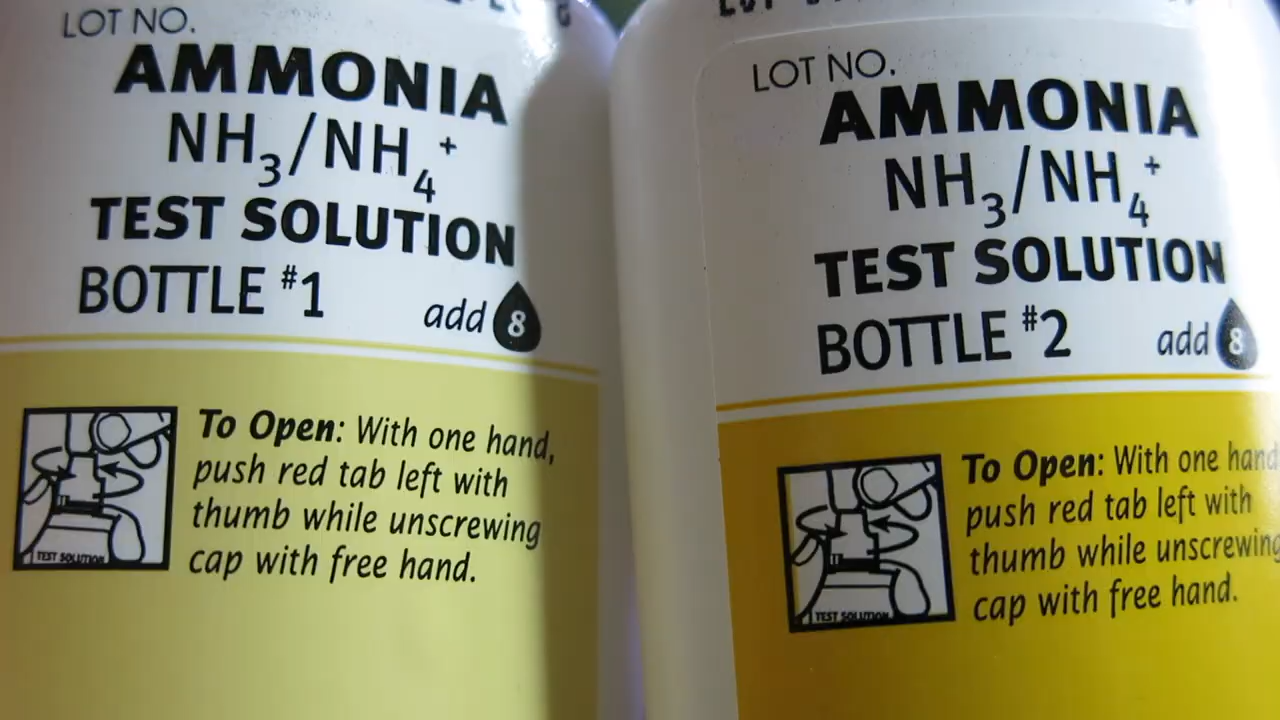 LOT NO.
AMMONIA
NH₃/NH₄⁺
TEST SOLUTION
BOTTLE #1
add 8
To Open: With one hand,
push red tab left with
thumb while unscrewing
cap with free hand.
TEST SOLUTION
LOT NO.
AMMONIA
NH₃/NH₄⁺
TEST SOLUTION
BOTTLE #2
add 8
To Open: With one hand
push red tab left with
thumb while unscrewing
cap with free hand.
TEST SOLUTION